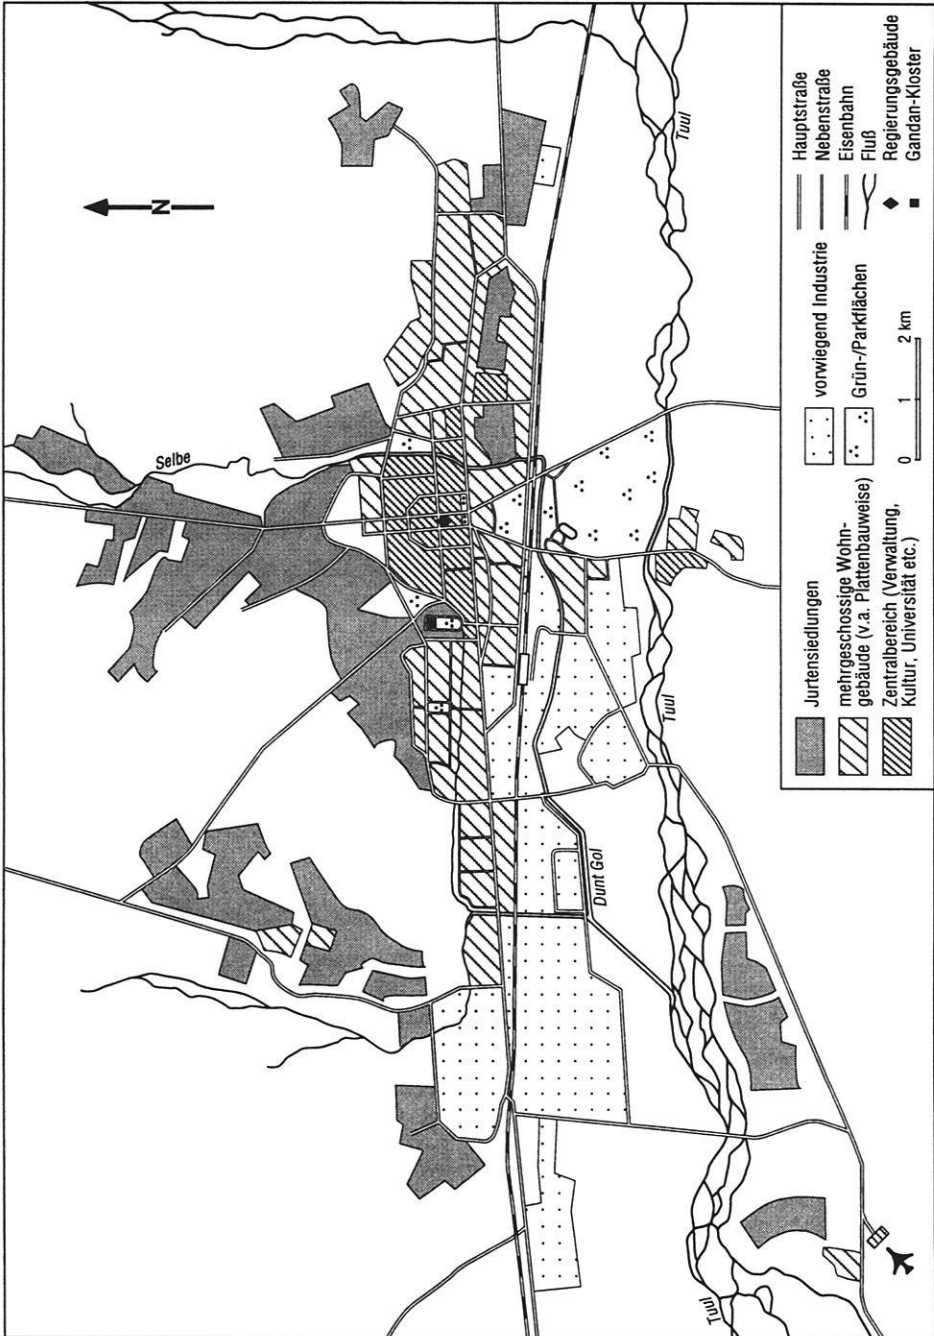 N
Selbe
Tuul
Tuul
Tuul
Dunt Gol
Jurtensiedlungen
mehrgeschossige Wohn-
gebäude (v.a. Plattenbauweise)
Zentralbereich (Verwaltung,
Kultur, Universität etc.)
vorwiegend Industrie
Grün-/Parkflächen
0 1 2 km
Hauptstraße
Nebenstraße
Eisenbahn
Fluß
Regierungsgebäude
Gandan-Kloster